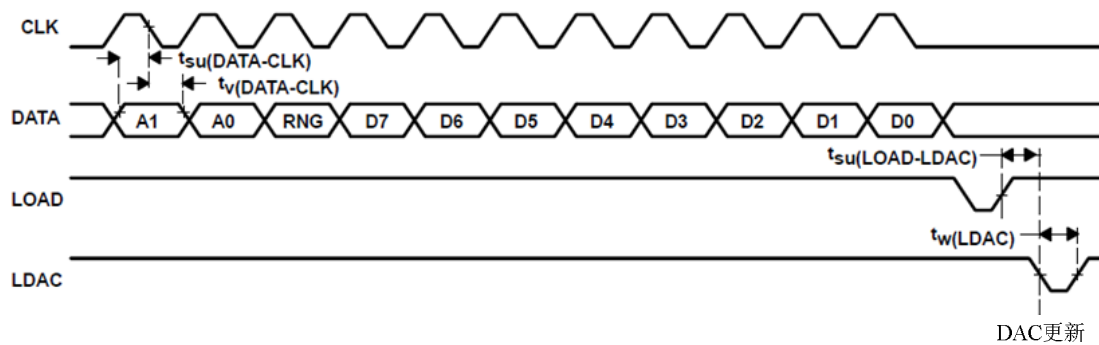 CLK
tsu(DATA-CLK)
tv(DATA-CLK)
DATA A1 A0 RNG D7 D6 D5 D4 D3 D2 D1 D0
tsu(LOAD-LDAC)
LOAD
tw(LDAC)
LDAC
DAC更新